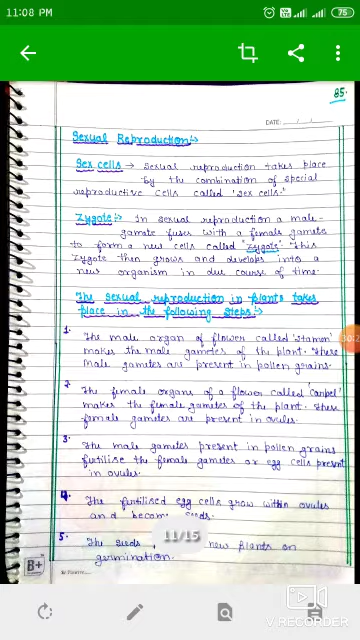 11:08 PM
75
85.
DATE: / /
Sexual Reproduction:-
Sex cells → Sexual reproduction takes place
by the combination of special
reproductive cells called 'sex cells.'
Zygote:- In sexual reproduction a male
gamete fuses with a female gamete
to form a new cells called 'zygote'. This
Zygote then grows and develops into a
new organism in due course of time.
The sexual reproduction in plants takes
place in the following steps:-
1. The male organ of flower called 'stamen'
makes the male gametes of the plant. These
Male gametes are present in pollen grains.
2. The female organs of a flower called 'carpel'
makes the female gametes of the plant. These
female gametes are present in ovules.
3. The male gametes present in pollen grains
fertilise the female gametes or egg cells present
in ovules.
4. The fertilised egg cells grow within ovules
and become seeds.
5. The seeds new plants on
germination.
11/15
B+
V.RECORDER